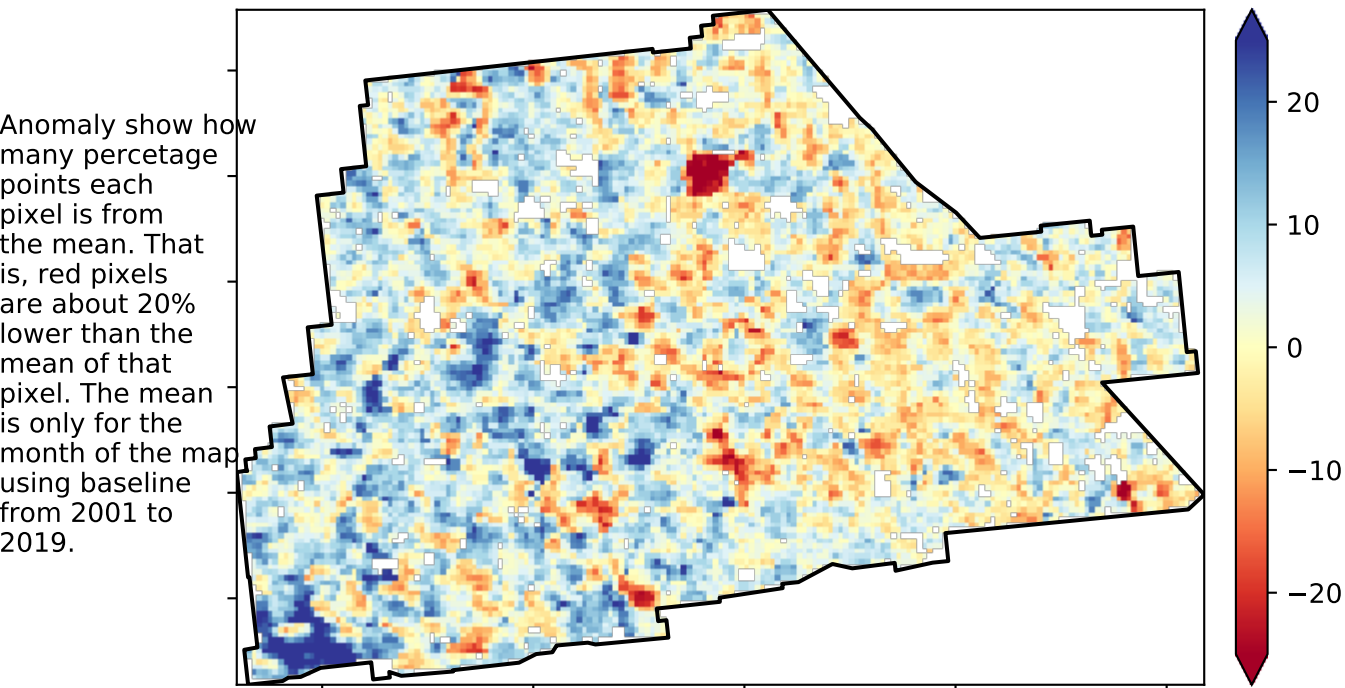 Anomaly show how
many percetage
points each
pixel is from
the mean. That
is, red pixels
are about 20%
lower than the
mean of that
pixel. The mean
is only for the
month of the map
using baseline
from 2001 to
2019.
20
10
0
−10
−20